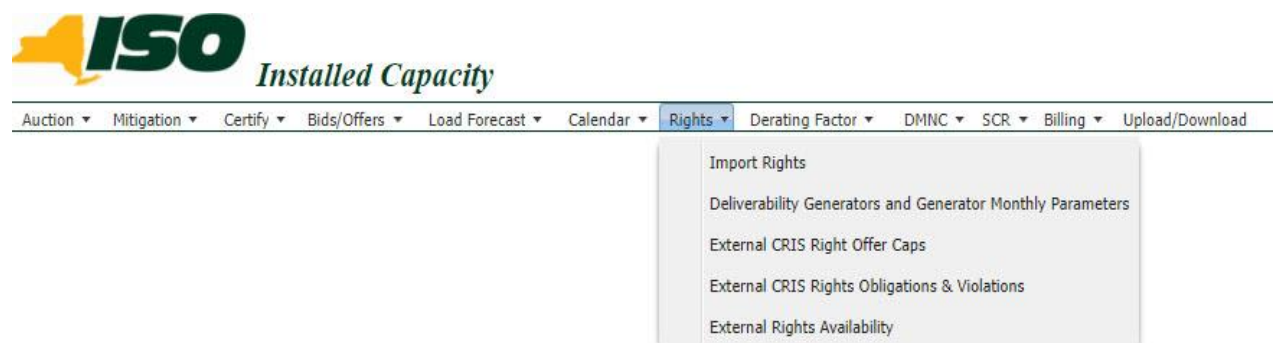 ISO
Installed Capacity
Auction Mitigation Certify Bids/Offers Load Forecast Calendar Rights Derating Factor DMNC SCR Billing Upload/Download
Import Rights
Deliverability Generators and Generator Monthly Parameters
External CRIS Right Offer Caps
External CRIS Rights Obligations & Violations
External Rights Availability